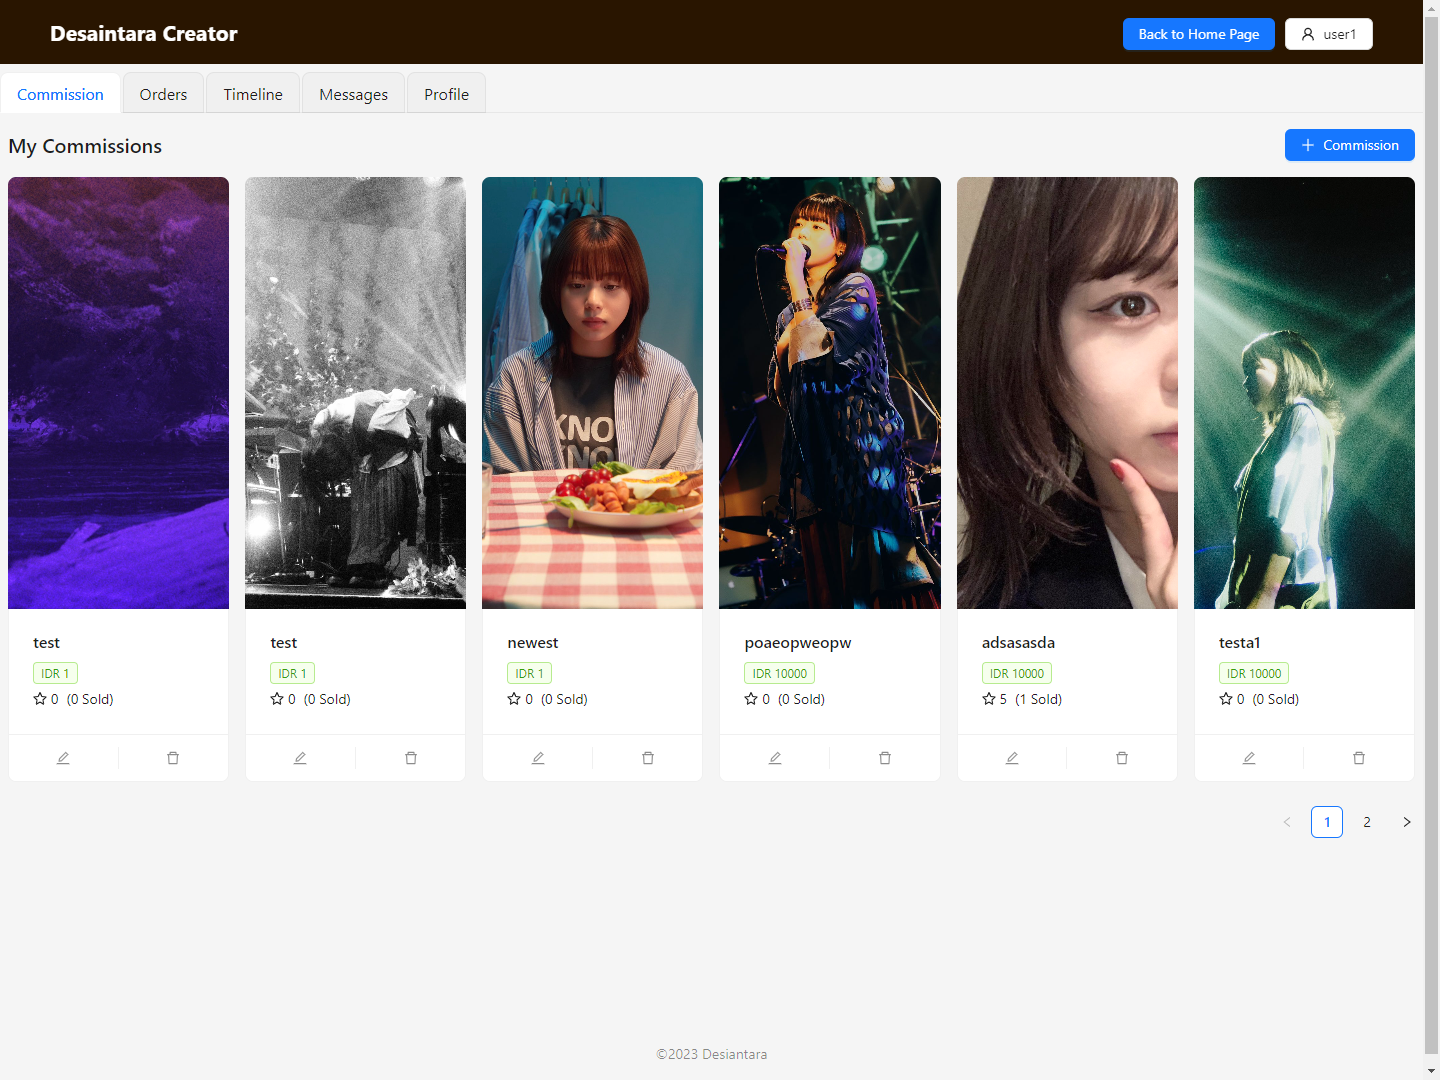 Desaintara Creator
Back to Home Page
user1
Commission
Orders
Timeline
Messages
Profile
My Commissions
Commission
KNO
KNO
test
IDR 1
0 (0 Sold)
test
IDR 1
0 (0 Sold)
newest
IDR 1
0 (0 Sold)
poaeopweopw
IDR 10000
0 (0 Sold)
adsasasda
IDR 10000
5 (1 Sold)
testa1
IDR 10000
0 (0 Sold)
1
2
©2023 Desiantara